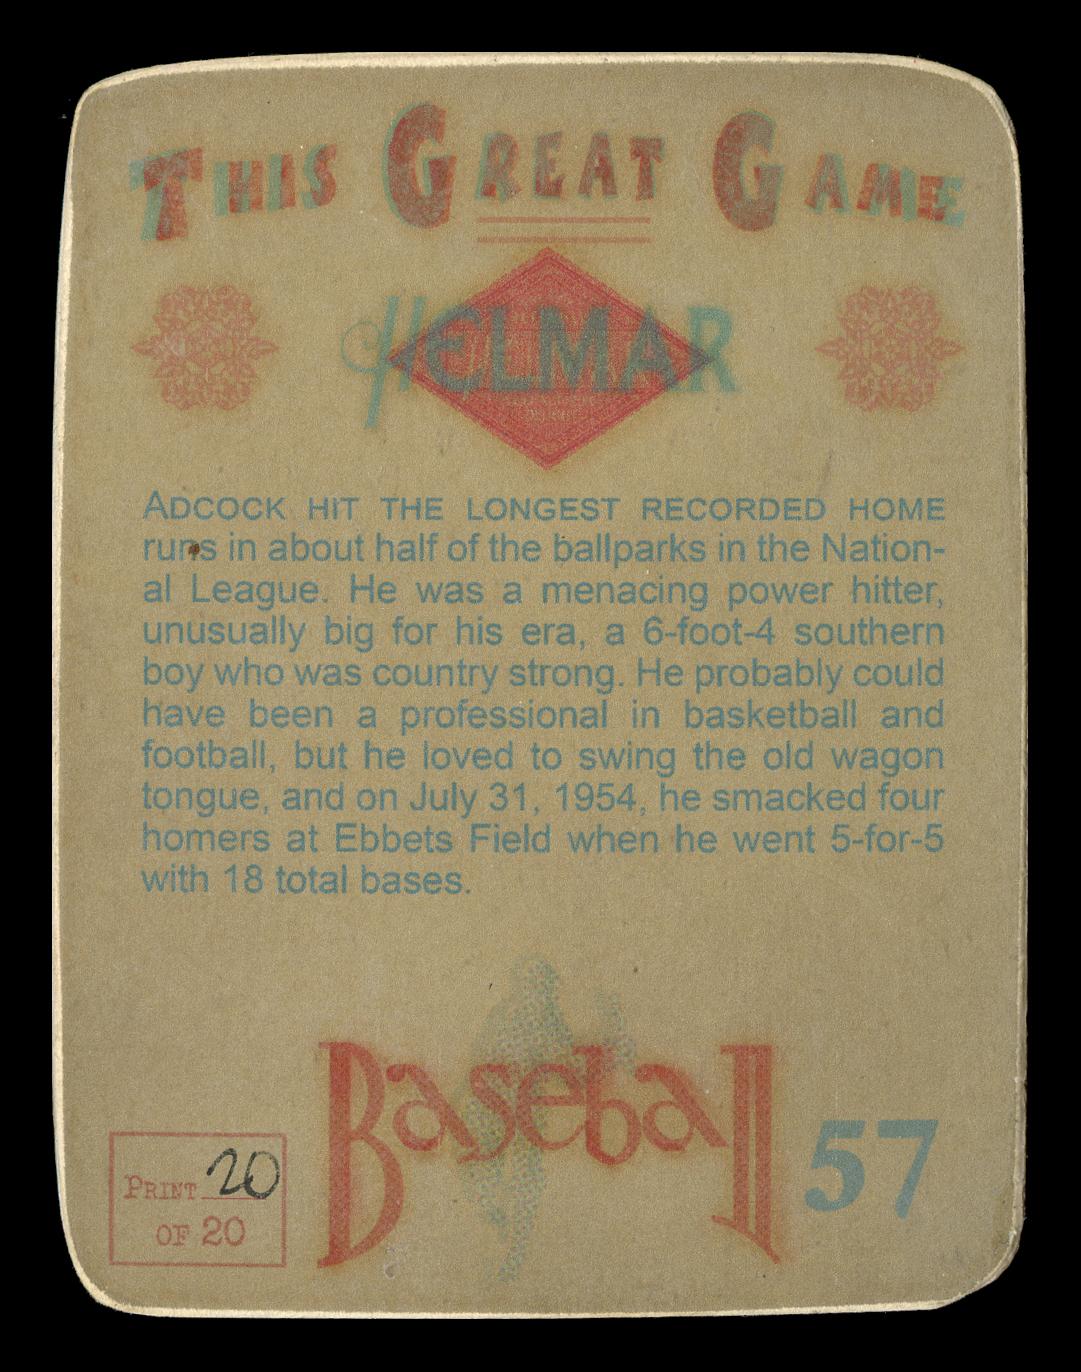 THIS GREAT GAME
HELMAR
ADCOCK HIT THE LONGEST RECORDED HOME
runs in about half of the ballparks in the Nation-
al League. He was a menacing power hitter,
unusually big for his era, a 6-foot-4 southern
boy who was country strong. He probably could
have been a professional in basketball and
football, but he loved to swing the old wagon
tongue, and on July 31, 1954, he smacked four
homers at Ebbets Field when he went 5-for-5
with 18 total bases.
Baseball
57
PRINT 20
OF 20